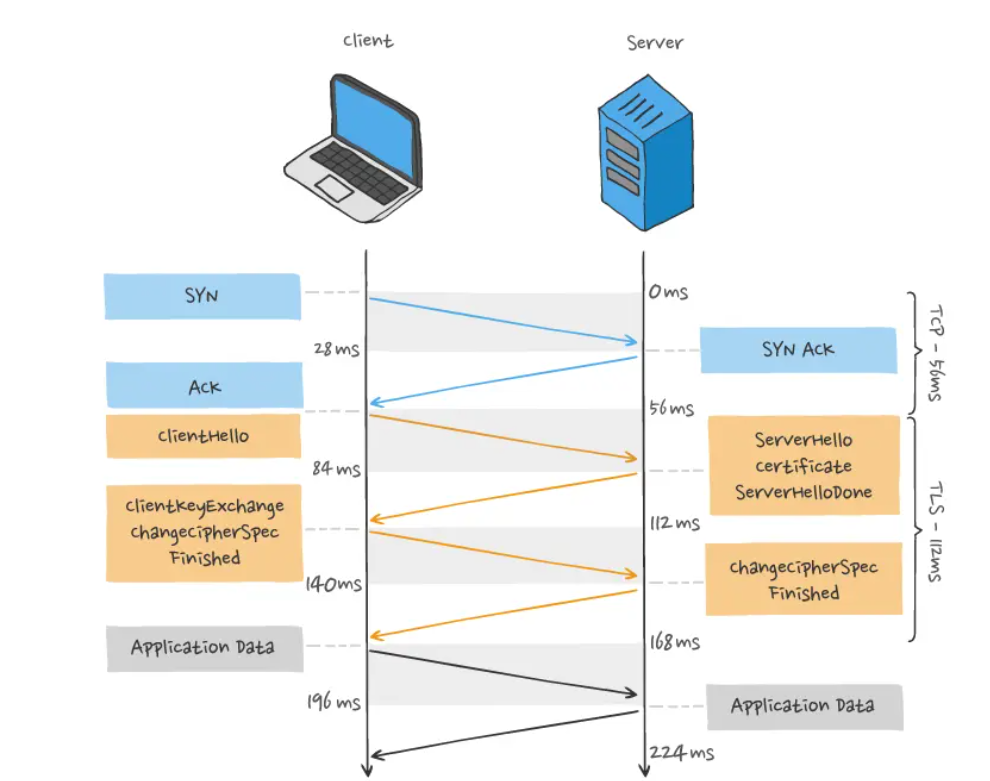 client
Server
SYN
0ms
28ms
SYN Ack
TCP - 56ms
Ack
56ms
clientHello
84ms
ServerHello
certificate
ServerHelloDone
clientKeyExchange
changecipherSpec
Finished
112ms
TLS - 112ms
140ms
changecipherSpec
Finished
Application Data
168ms
196ms
Application Data
224ms